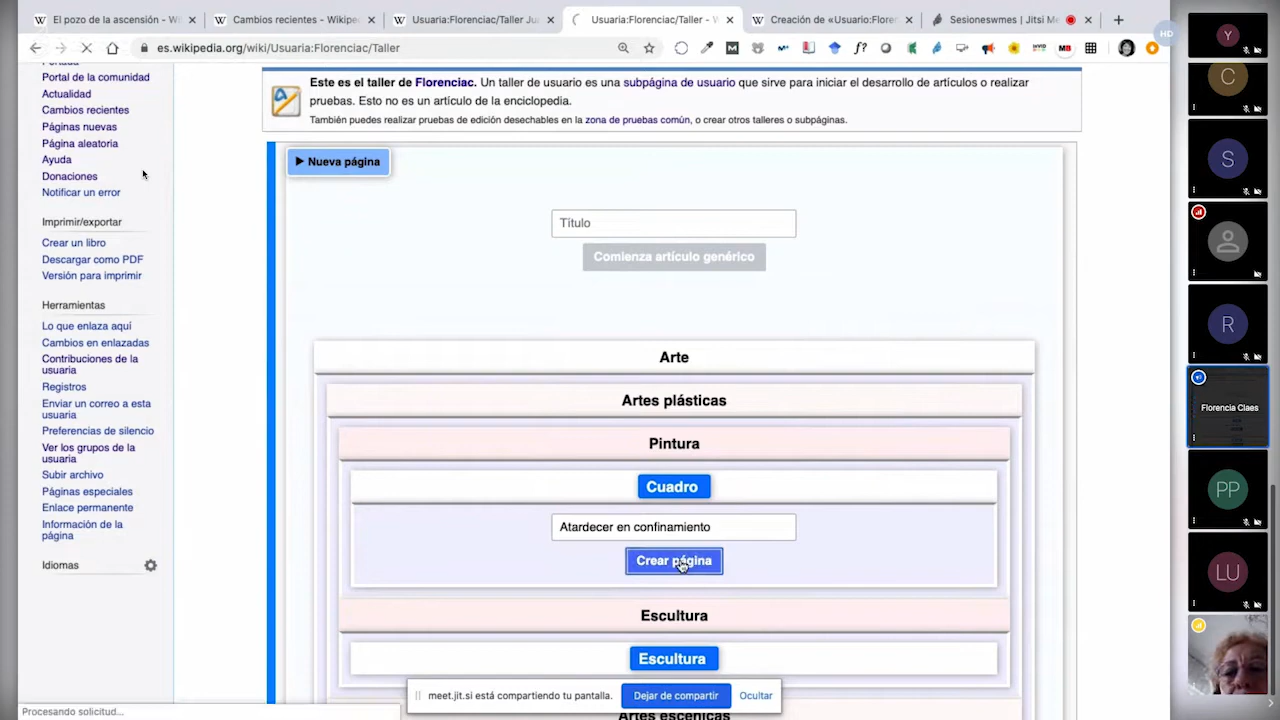 El pozo de la ascensión - Wi
Cambios recientes - Wikipe
Usuaria:Florenciac/Taller Ju
Usuaria:Florenciac/Taller - W
Creación de «Usuario:Floren
Sesioneswmes | Jitsi Me
es.wikipedia.org/wiki/Usuaria:Florenciac/Taller
HD
Portada
Portal de la comunidad
Actualidad
Cambios recientes
Páginas nuevas
Página aleatoria
Ayuda
Donaciones
Notificar un error
Imprimir/exportar
Crear un libro
Descargar como PDF
Versión para imprimir
Herramientas
Lo que enlaza aquí
Cambios en enlazadas
Contribuciones de la
usuaria
Registros
Enviar un correo a esta
usuaria
Preferencias de silencio
Ver los grupos de la
usuaria
Subir archivo
Páginas especiales
Enlace permanente
Información de la
página
Idiomas
Este es el taller de Florenciac. Un taller de usuario es una subpágina de usuario que sirve para iniciar el desarrollo de artículos o realizar
pruebas. Esto no es un artículo de la enciclopedia.
También puedes realizar pruebas de edición desechables en la zona de pruebas común, o crear otros talleres o subpáginas.
Nueva página
Título
Comienza artículo genérico
Arte
Artes plásticas
Pintura
Cuadro
Atardecer en confinamiento
Crear página
Escultura
Escultura
Artes escénicas
meet.jit.si está compartiendo tu pantalla.
Dejar de compartir
Ocultar
Procesando solicitud...
Y
C
S
R
Florencia Claes
PP
LU